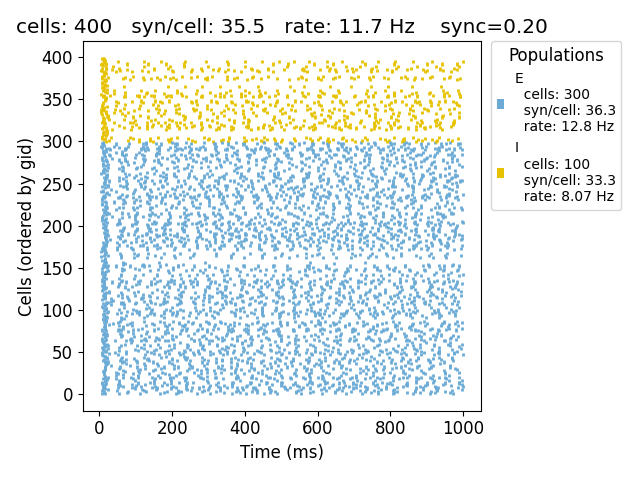 cells: 400   syn/cell: 35.5   rate: 11.7 Hz    sync=0.20
Populations
E
cells: 300
syn/cell: 36.3
rate: 12.8 Hz
I
cells: 100
syn/cell: 33.3
rate: 8.07 Hz
Cells (ordered by gid)
400
350
300
250
200
150
100
50
0
0 200 400 600 800 1000
Time (ms)